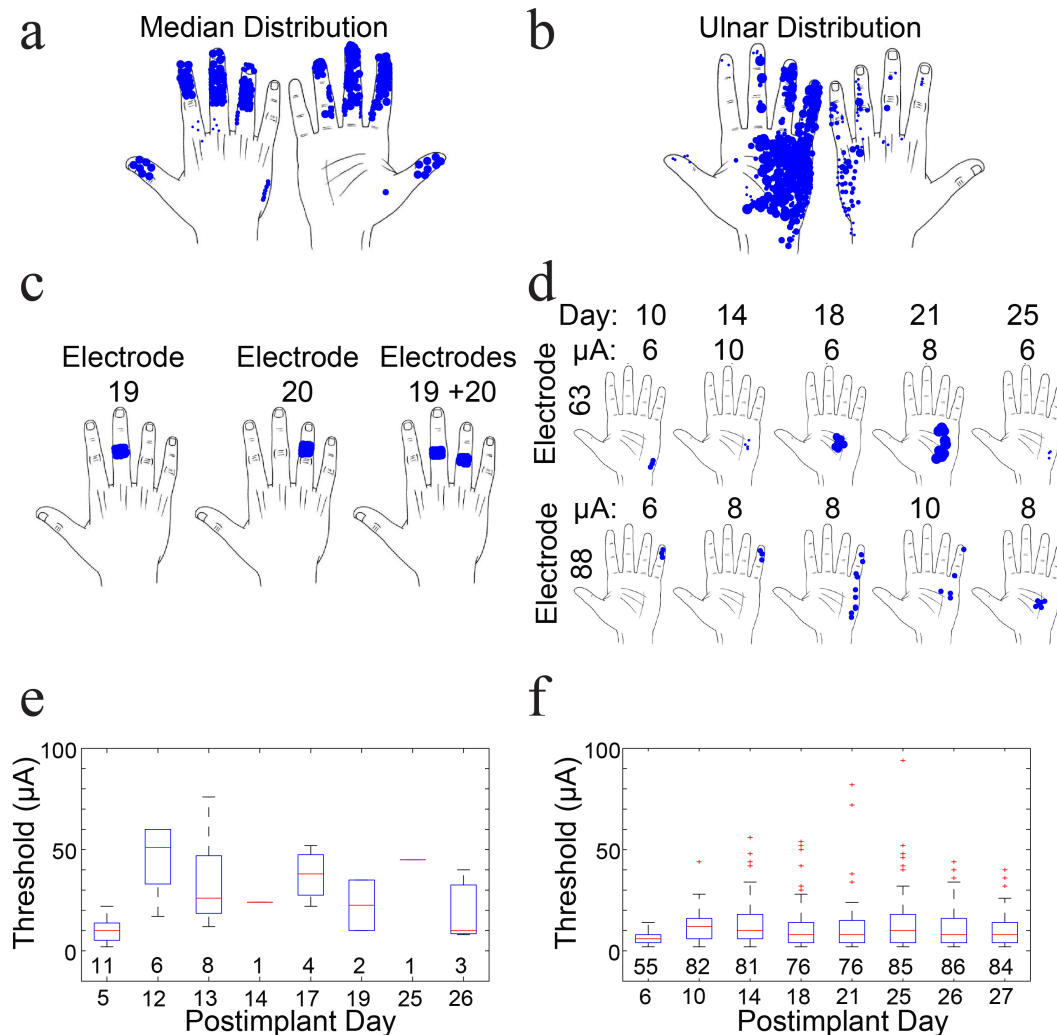 a
Median Distribution
b
Ulnar Distribution
c
Electrode
19
Electrode
20
Electrodes
19 +20
d
Day: 10 14 18 21 25
µA: 6 10 6 8 6
Electrode
63
µA: 6 8 8 10 8
Electrode
88
e
Threshold (µA)
100
50
0
11 6 8 1 4 2 1 3
5 12 13 14 17 19 25 26
Postimplant Day
f
Threshold (µA)
100
50
0
55 82 81 76 76 85 86 84
6 10 14 18 21 25 26 27
Postimplant Day